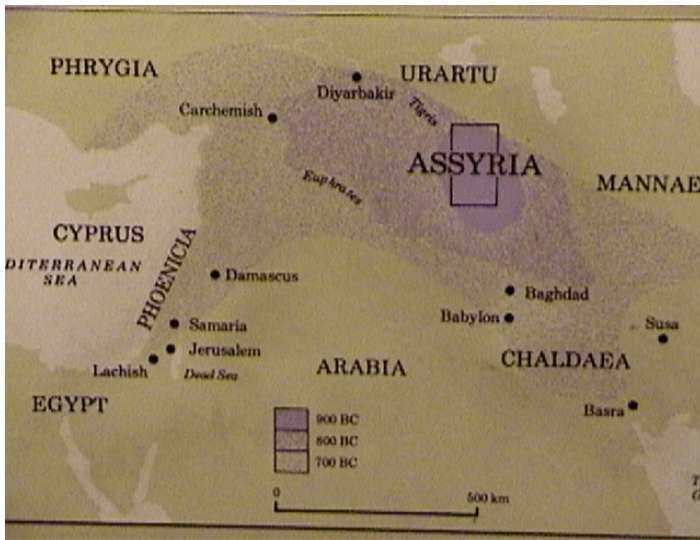 PHRYGIA
URARTU
Diyarbakir
Carchemish
Tigris
ASSYRIA
Euphrates
MANNAE
CYPRUS
DITERRANEAN
SEA
PHOENICIA
Damascus
Baghdad
Babylon
Samaria
Susa
Jerusalem
Lachish
Dead Sea
ARABIA
CHALDAEA
EGYPT
Basra
900 BC
800 BC
700 BC
0
500 km
T
G